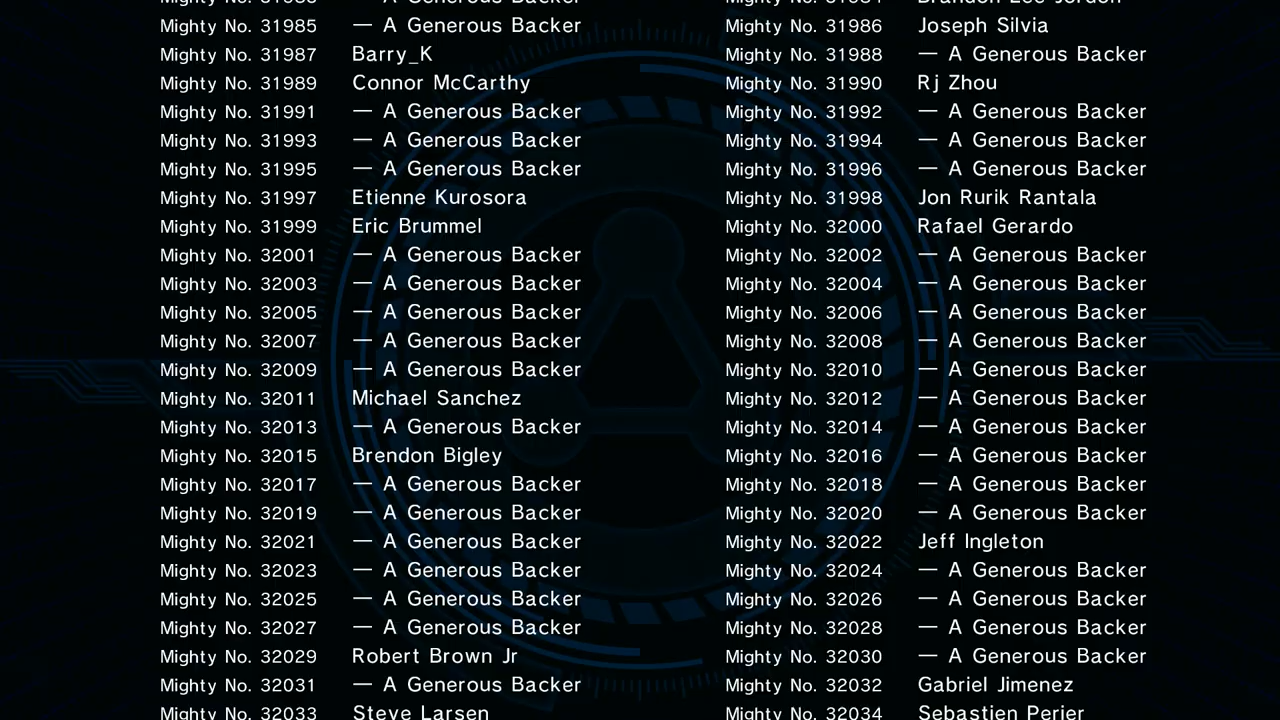 Mighty No. 31983 — A Generous Backer Mighty No. 31984 Brandon Lee Jordon
Mighty No. 31985 — A Generous Backer Mighty No. 31986 Joseph Silvia
Mighty No. 31987 Barry_K Mighty No. 31988 — A Generous Backer
Mighty No. 31989 Connor McCarthy Mighty No. 31990 Rj Zhou
Mighty No. 31991 — A Generous Backer Mighty No. 31992 — A Generous Backer
Mighty No. 31993 — A Generous Backer Mighty No. 31994 — A Generous Backer
Mighty No. 31995 — A Generous Backer Mighty No. 31996 — A Generous Backer
Mighty No. 31997 Etienne Kurosora Mighty No. 31998 Jon Rurik Rantala
Mighty No. 31999 Eric Brummel Mighty No. 32000 Rafael Gerardo
Mighty No. 32001 — A Generous Backer Mighty No. 32002 — A Generous Backer
Mighty No. 32003 — A Generous Backer Mighty No. 32004 — A Generous Backer
Mighty No. 32005 — A Generous Backer Mighty No. 32006 — A Generous Backer
Mighty No. 32007 — A Generous Backer Mighty No. 32008 — A Generous Backer
Mighty No. 32009 — A Generous Backer Mighty No. 32010 — A Generous Backer
Mighty No. 32011 Michael Sanchez Mighty No. 32012 — A Generous Backer
Mighty No. 32013 — A Generous Backer Mighty No. 32014 — A Generous Backer
Mighty No. 32015 Brendon Bigley Mighty No. 32016 — A Generous Backer
Mighty No. 32017 — A Generous Backer Mighty No. 32018 — A Generous Backer
Mighty No. 32019 — A Generous Backer Mighty No. 32020 — A Generous Backer
Mighty No. 32021 — A Generous Backer Mighty No. 32022 Jeff Ingleton
Mighty No. 32023 — A Generous Backer Mighty No. 32024 — A Generous Backer
Mighty No. 32025 — A Generous Backer Mighty No. 32026 — A Generous Backer
Mighty No. 32027 — A Generous Backer Mighty No. 32028 — A Generous Backer
Mighty No. 32029 Robert Brown Jr Mighty No. 32030 — A Generous Backer
Mighty No. 32031 — A Generous Backer Mighty No. 32032 Gabriel Jimenez
Mighty No. 32033 Steve Larsen Mighty No. 32034 Sebastien Perier